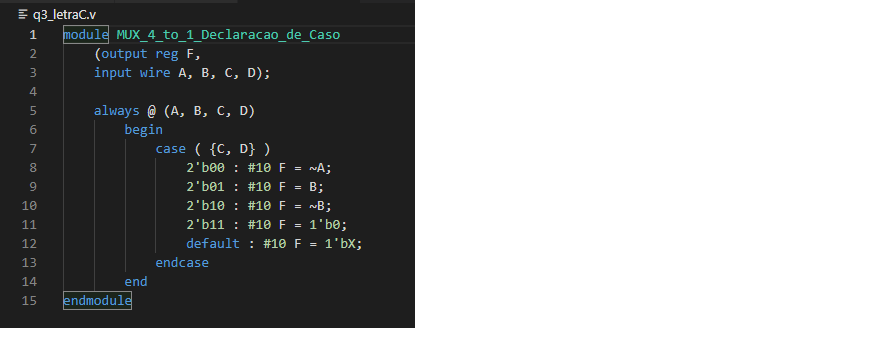 q3_letraC.v
1 module MUX_4_to_1_Declaracao_de_Caso
2 (output reg F,
3 input wire A, B, C, D);
4
5 always @ (A, B, C, D)
6 begin
7 case ( {C, D} )
8 2'b00 : #10 F = ~A;
9 2'b01 : #10 F = B;
10 2'b10 : #10 F = ~B;
11 2'b11 : #10 F = 1'b0;
12 default : #10 F = 1'bX;
13 endcase
14 end
15 endmodule